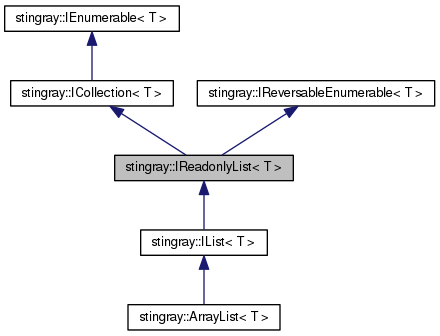 stingray::IEnumerable< T >
stingray::ICollection< T >
stingray::IReversableEnumerable< T >
stingray::IReadonlyList< T >
stingray::IList< T >
stingray::ArrayList< T >